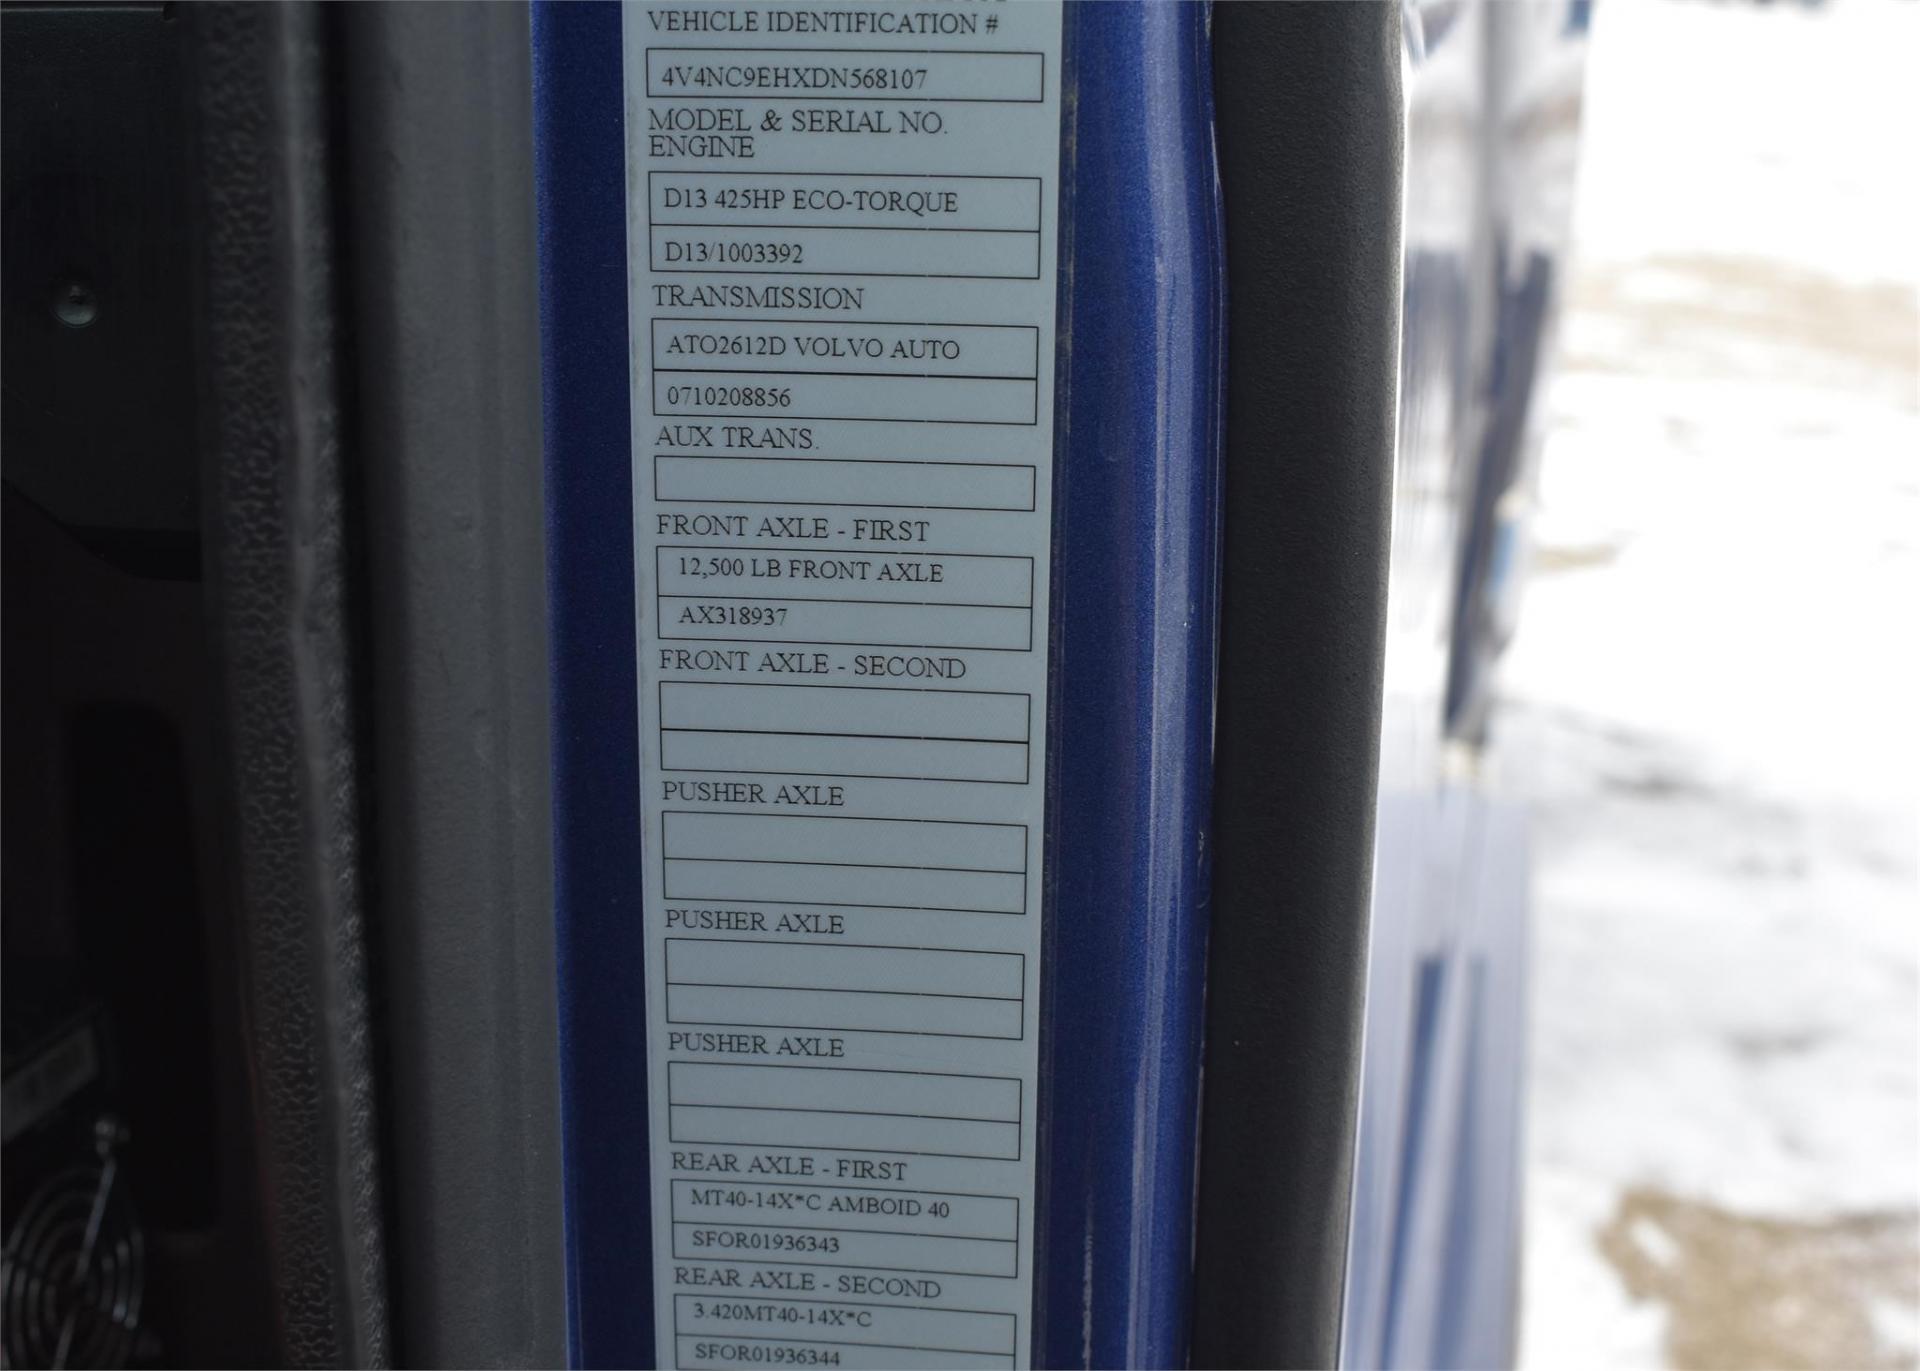 VEHICLE IDENTIFICATION #
4V4NC9EHXDN568107
MODEL & SERIAL NO.
ENGINE
D13 425HP ECO-TORQUE
D13/1003392
TRANSMISSION
ATO2612D VOLVO AUTO
0710208856
AUX TRANS.
FRONT AXLE - FIRST
12,500 LB FRONT AXLE
AX318937
FRONT AXLE - SECOND
PUSHER AXLE
PUSHER AXLE
PUSHER AXLE
REAR AXLE - FIRST
MT40-14X*C AMBOID 40
SFOR01936343
REAR AXLE - SECOND
3.420MT40-14X*C
SFOR01936344